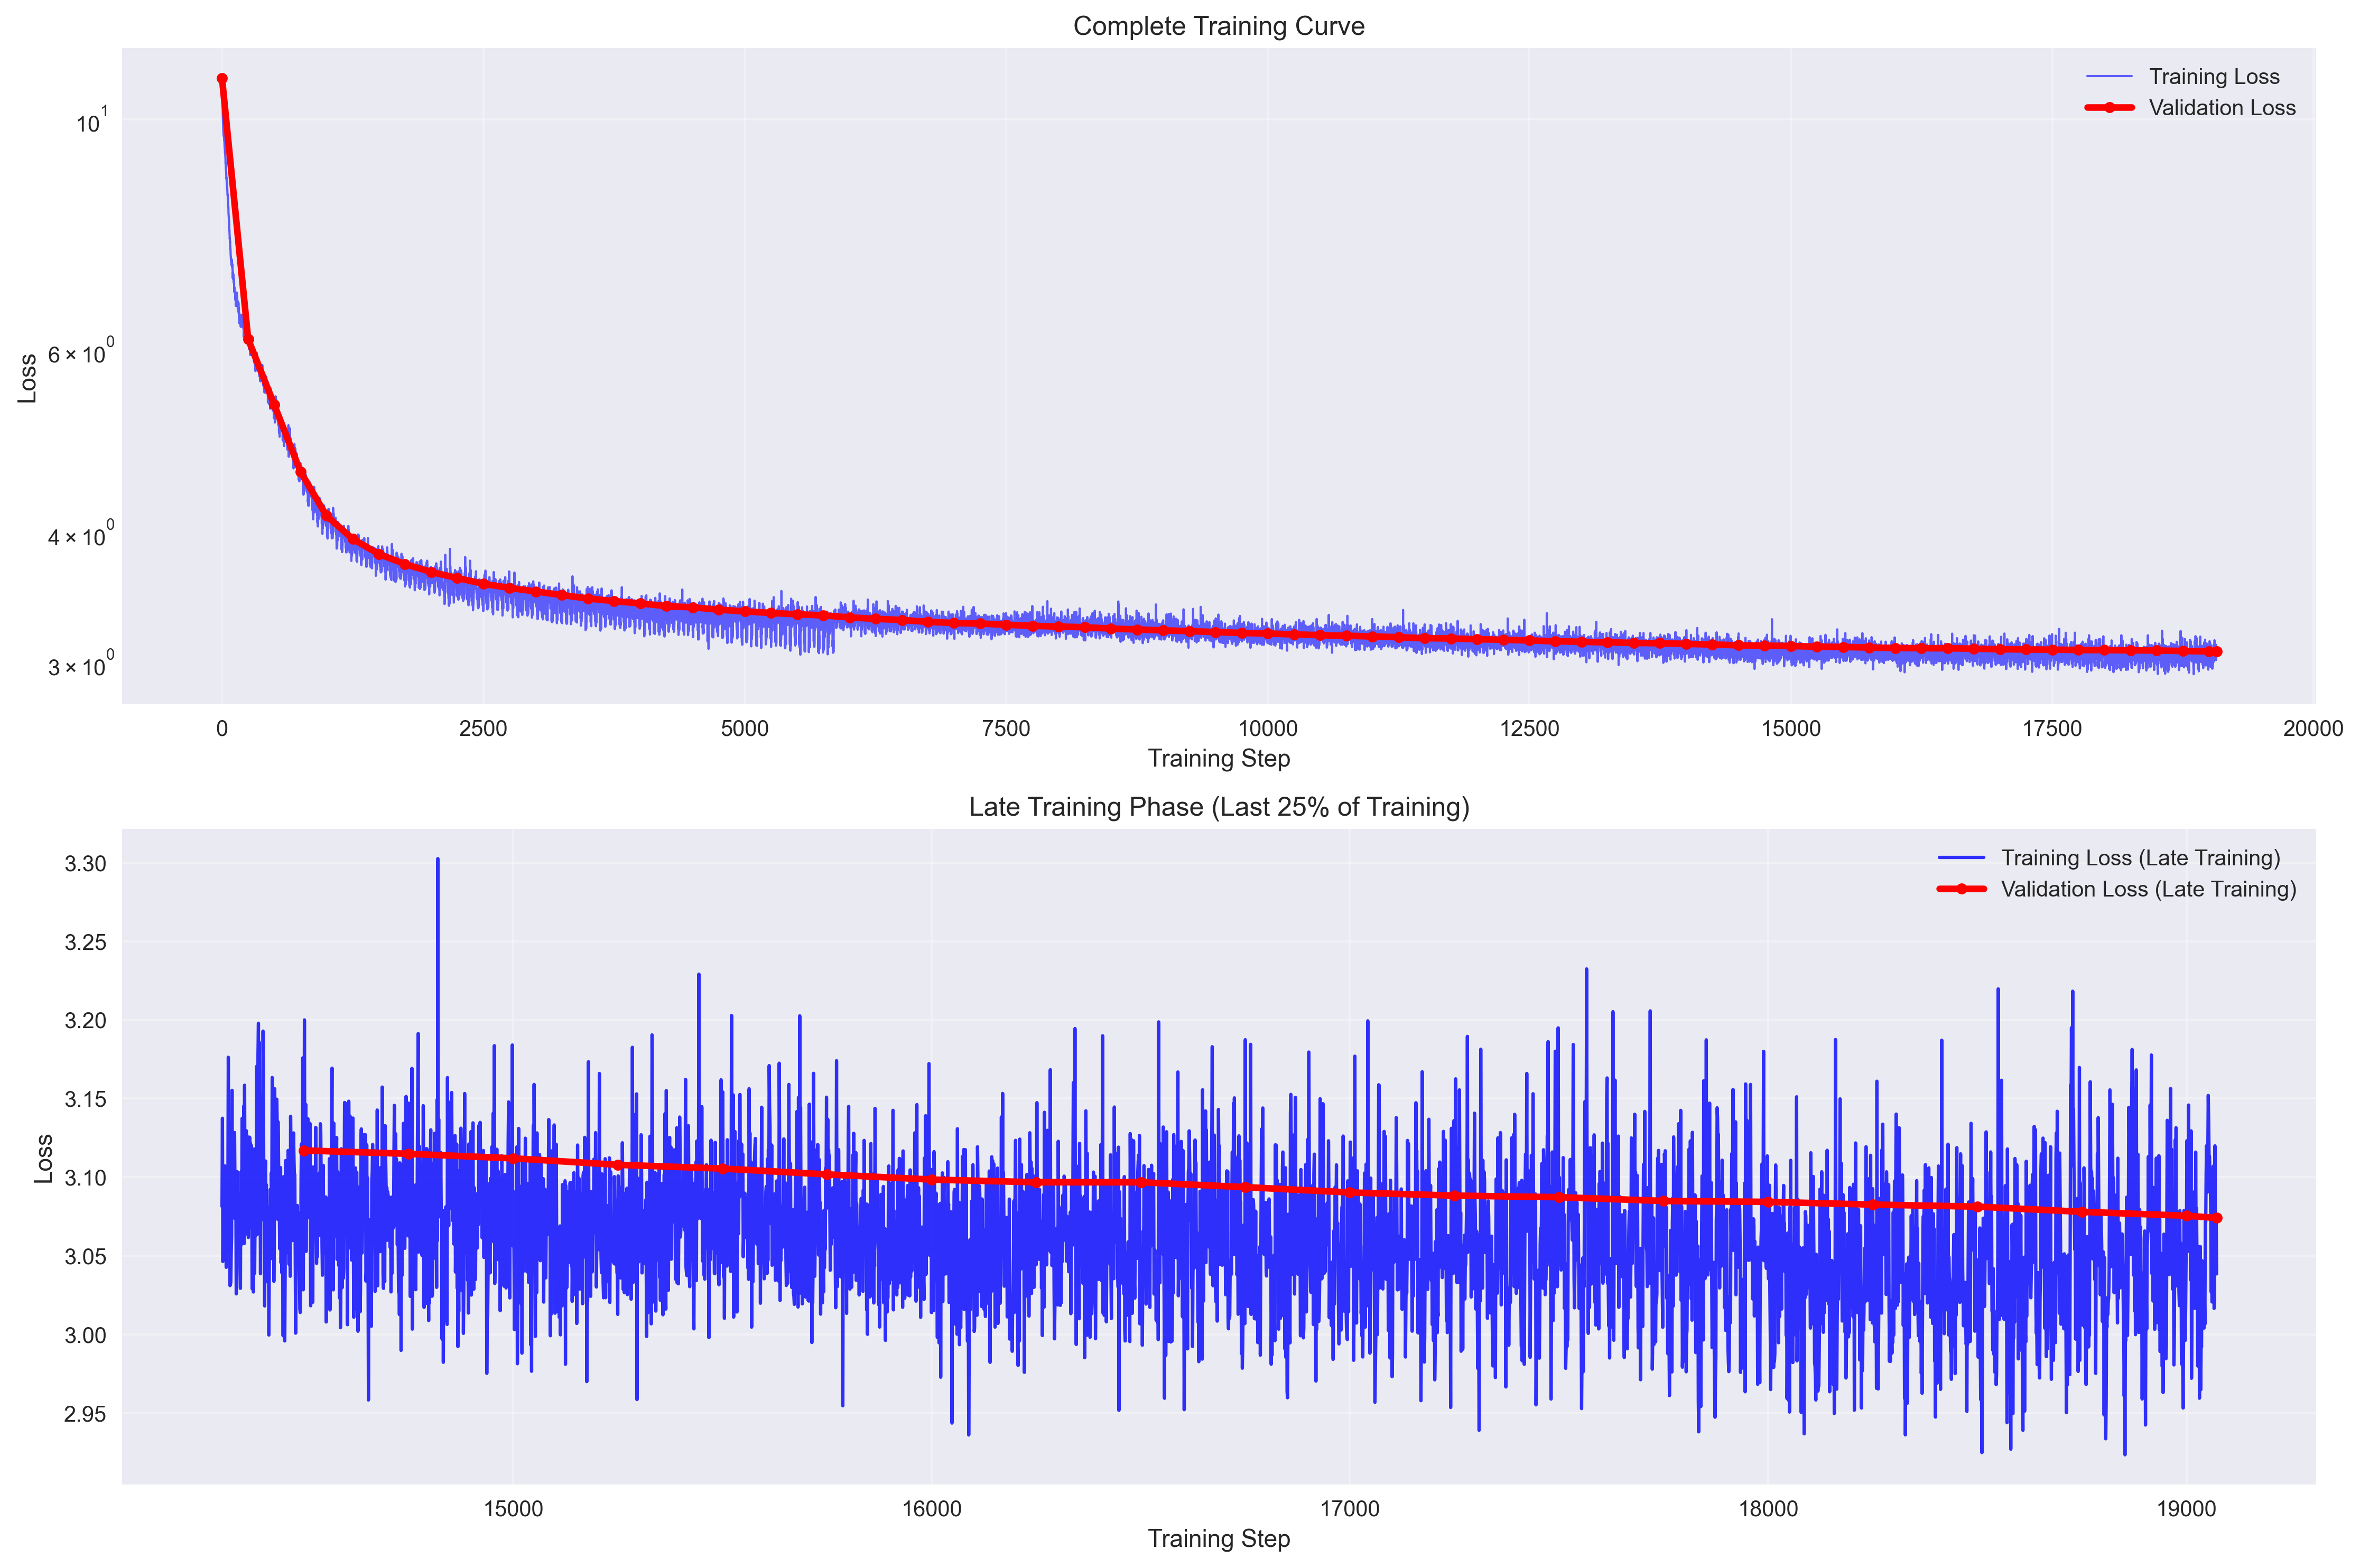 Complete Training Curve
Training Loss
Validation Loss
10^1
6 × 10^0
4 × 10^0
3 × 10^0
Loss
0 2500 5000 7500 10000 12500 15000 17500 20000
Training Step
Late Training Phase (Last 25% of Training)
Training Loss (Late Training)
Validation Loss (Late Training)
3.30
3.25
3.20
3.15
3.10
3.05
3.00
2.95
Loss
15000 16000 17000 18000 19000
Training Step